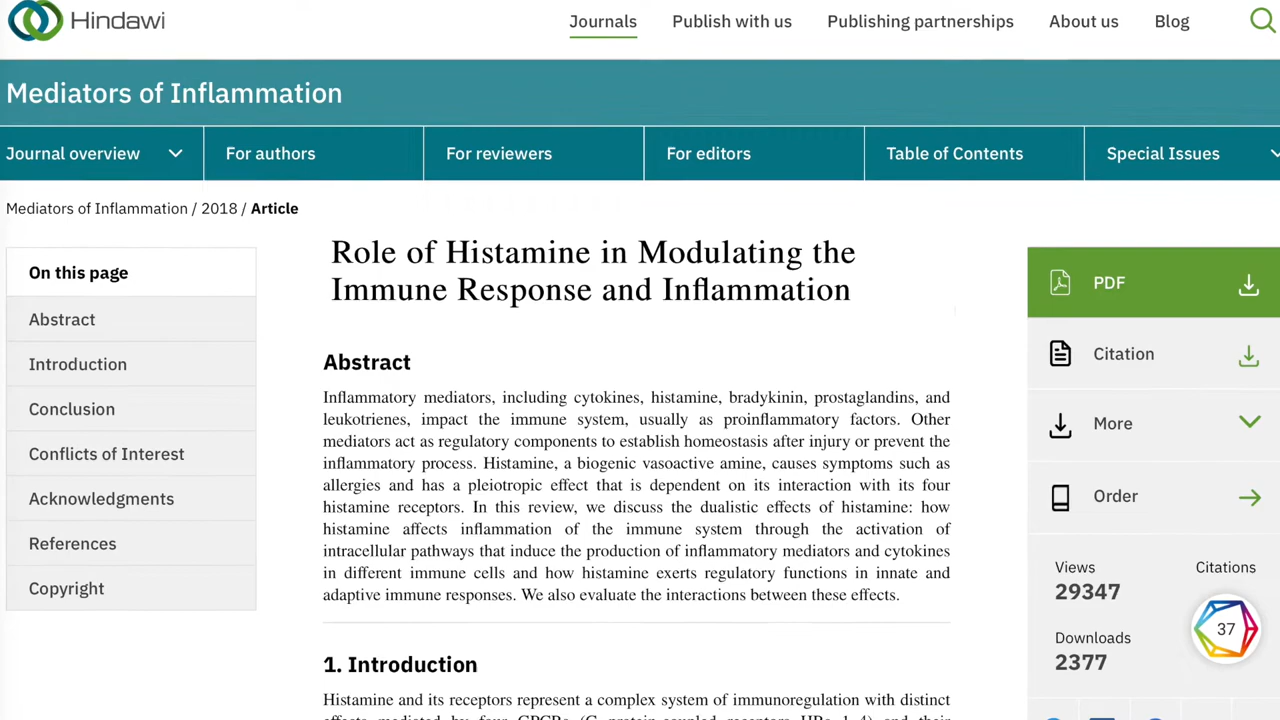 Hindawi
Journals
Publish with us
Publishing partnerships
About us
Blog
Mediators of Inflammation
Journal overview
For authors
For reviewers
For editors
Table of Contents
Special Issues
Mediators of Inflammation / 2018 / Article
On this page
Abstract
Introduction
Conclusion
Conflicts of Interest
Acknowledgments
References
Copyright
Role of Histamine in Modulating the
Immune Response and Inflammation
Abstract
Inflammatory mediators, including cytokines, histamine, bradykinin, prostaglandins, and
leukotrienes, impact the immune system, usually as proinflammatory factors. Other
mediators act as regulatory components to establish homeostasis after injury or prevent the
inflammatory process. Histamine, a biogenic vasoactive amine, causes symptoms such as
allergies and has a pleiotropic effect that is dependent on its interaction with its four
histamine receptors. In this review, we discuss the dualistic effects of histamine: how
histamine affects inflammation of the immune system through the activation of
intracellular pathways that induce the production of inflammatory mediators and cytokines
in different immune cells and how histamine exerts regulatory functions in innate and
adaptive immune responses. We also evaluate the interactions between these effects.
1. Introduction
Histamine and its receptors represent a complex system of immunoregulation with distinct
PDF
Citation
More
Order
Views
29347
Citations
37
Downloads
2377